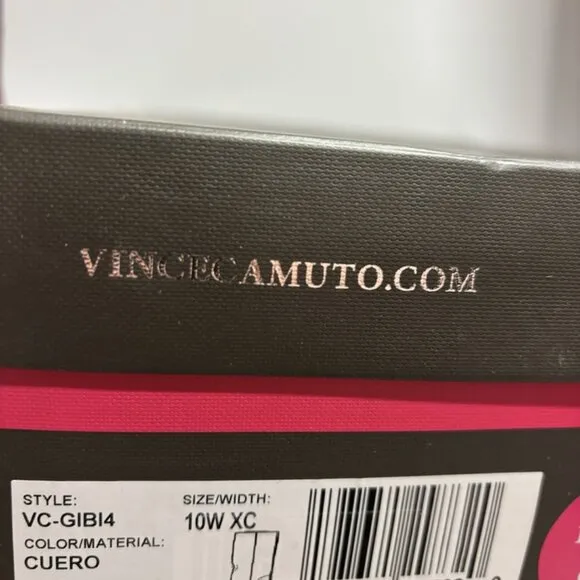 VINCECAMUTO.COM
STYLE: SIZE/WIDTH:
VC-GIBI4 10W XC
COLOR/MATERIAL:
CUERO